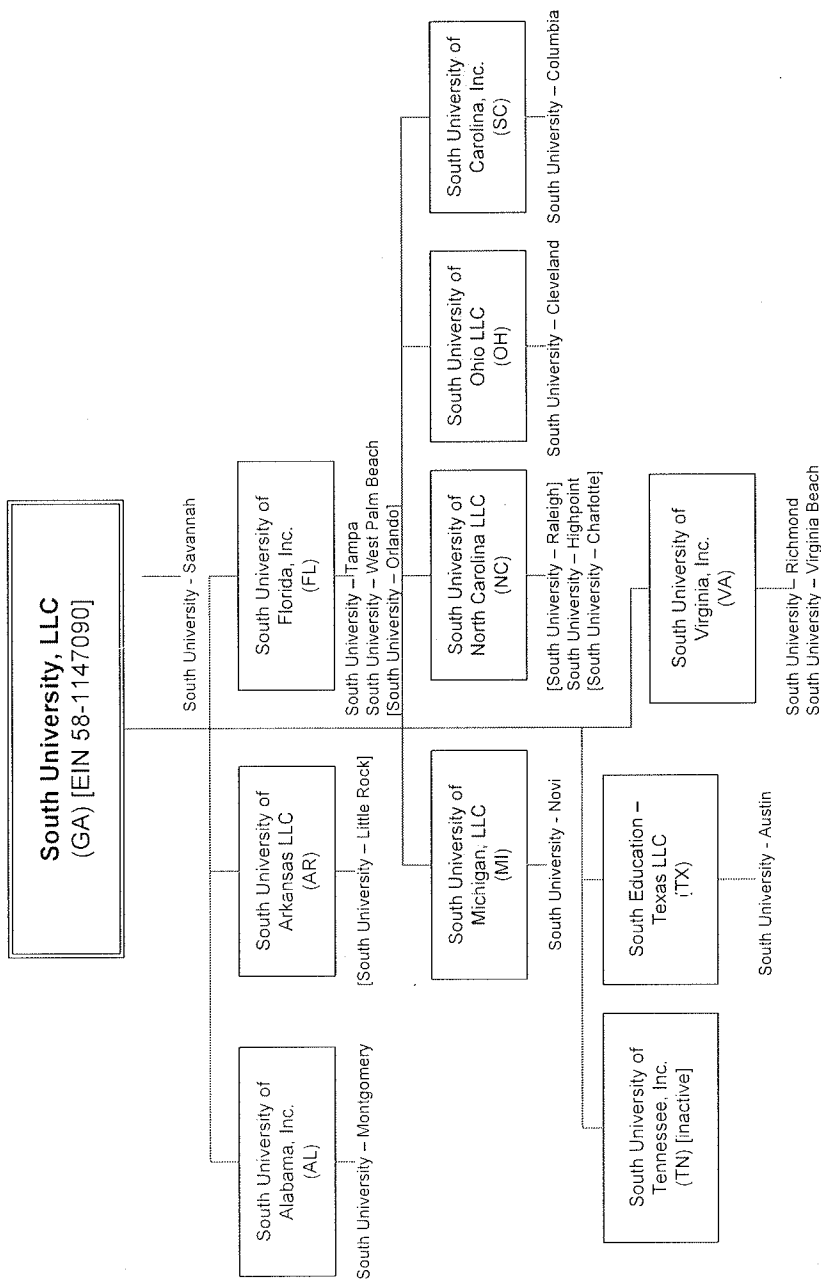 South University, LLC
(GA) [EIN 58-1147090]
South University - Savannah
South University of
Alabama, Inc.
(AL)
South University – Montgomery
South University of
Arkansas LLC
(AR)
[South University – Little Rock]
South University of
Florida, Inc.
(FL)
South University – Tampa
South University – West Palm Beach
[South University – Orlando]
South University of
Michigan, LLC
(MI)
South University - Novi
South University of
North Carolina LLC
(NC)
[South University – Raleigh]
South University - Highpoint
[South University – Charlotte]
South University of
Ohio LLC
(OH)
South University – Cleveland
South University of
Carolina, Inc.
(SC)
South University – Columbia
South University of
Tennessee, Inc.
(TN) [inactive]
South Education –
Texas LLC
(TX)
South University - Austin
South University of
Virginia, Inc.
(VA)
South University – Richmond
South University – Virginia Beach